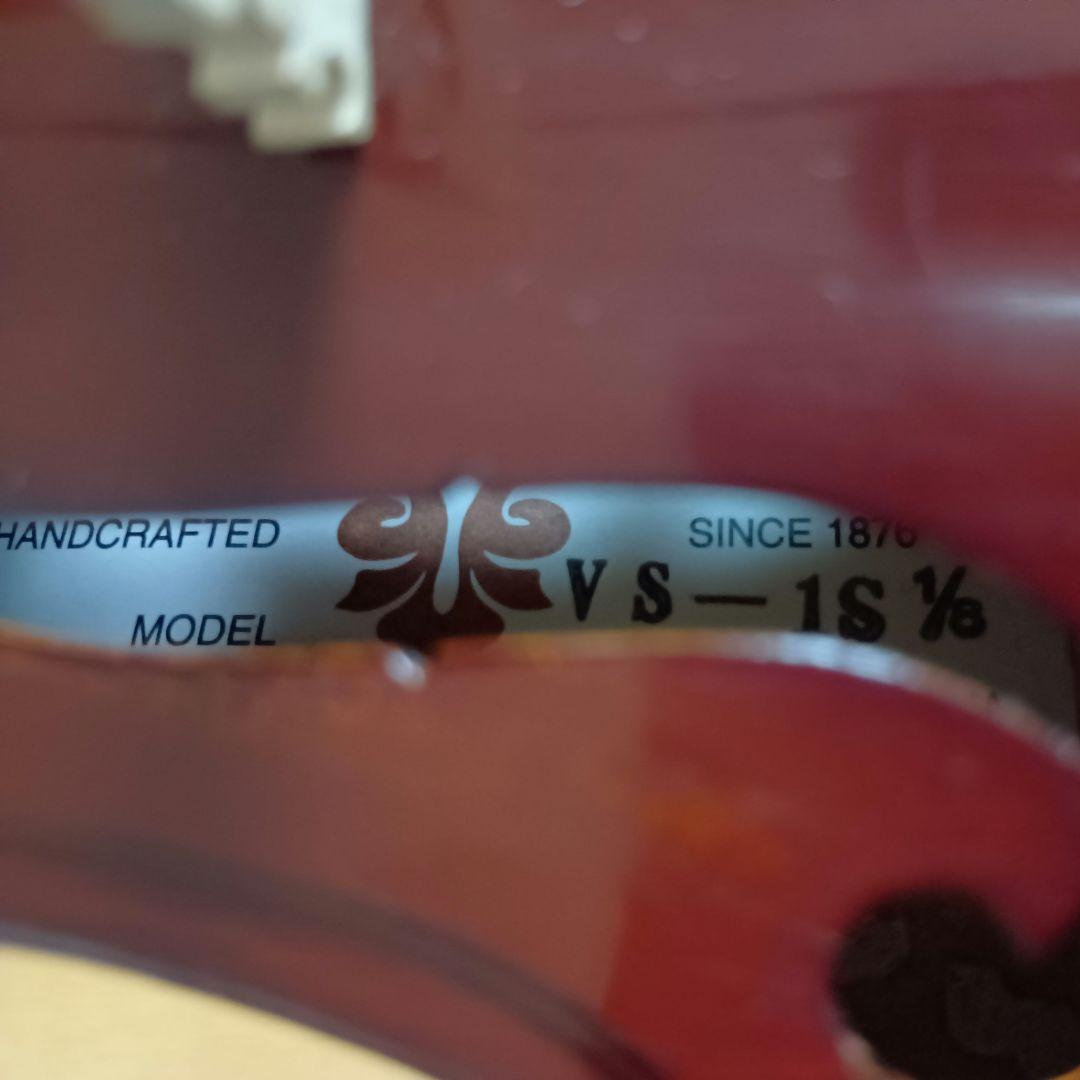 HANDCRAFTED
SINCE 1876
MODEL
VS-1S ⅛